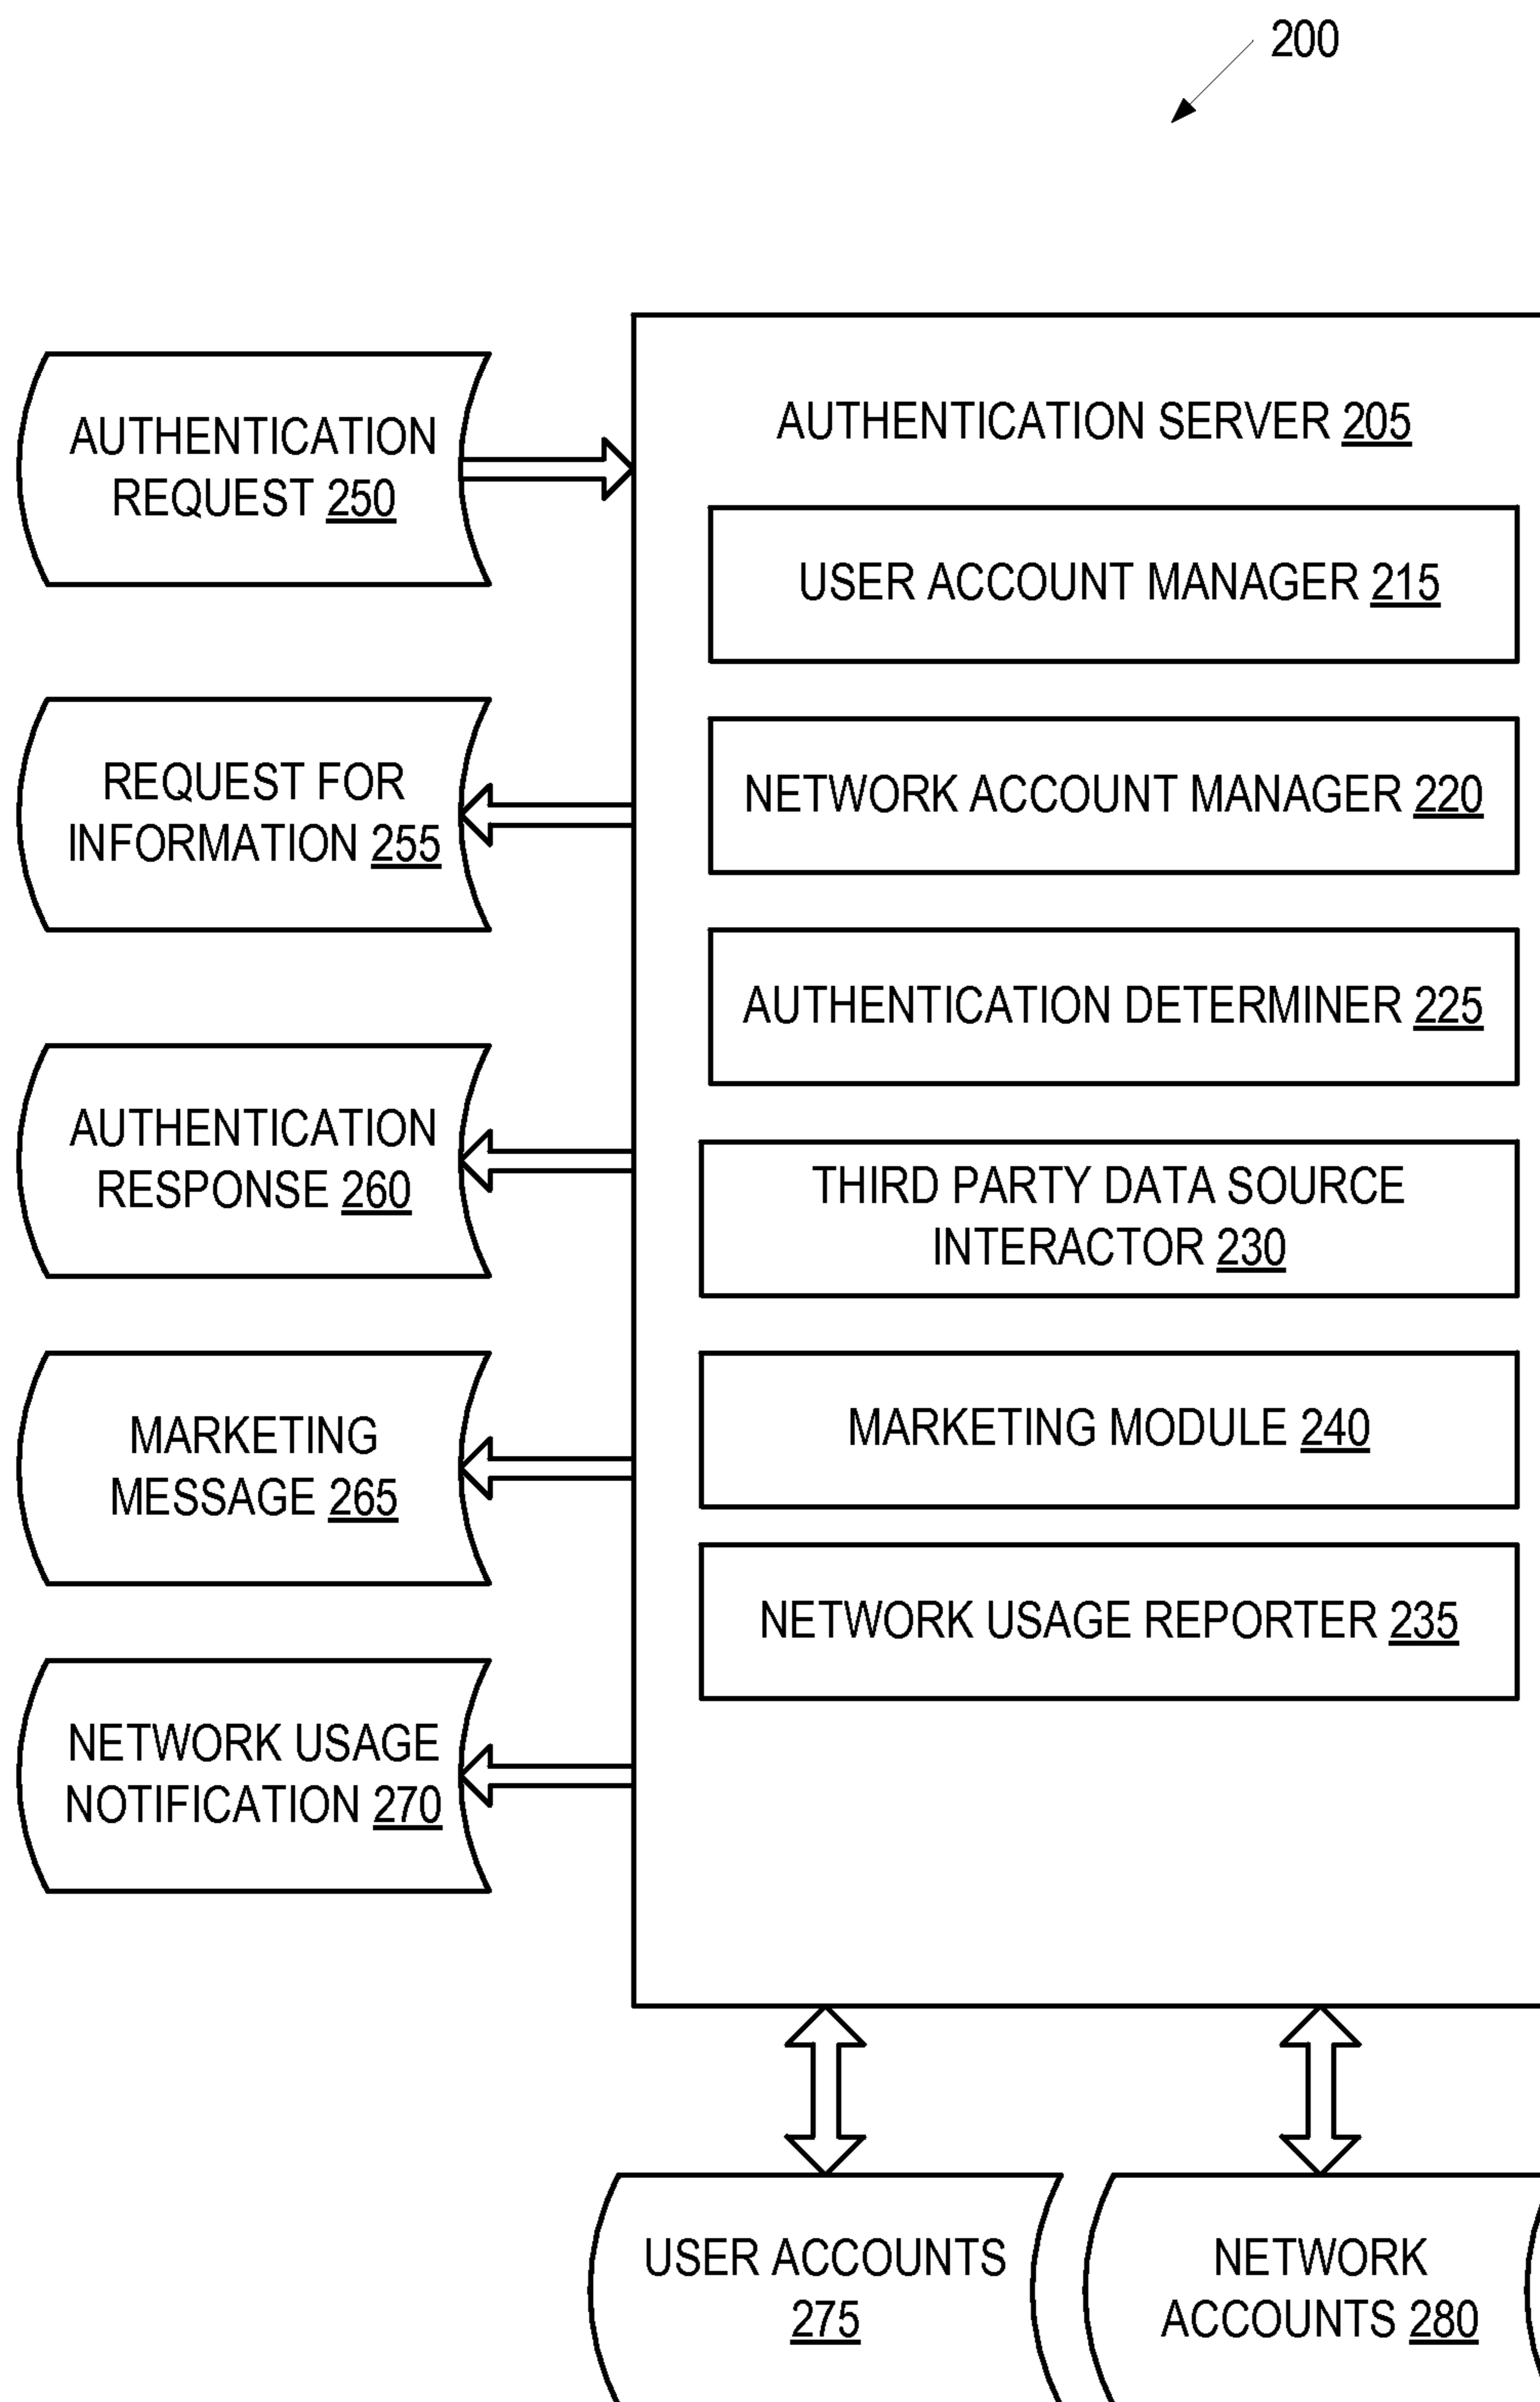 200
AUTHENTICATION
REQUEST 250
REQUEST FOR
INFORMATION 255
AUTHENTICATION
RESPONSE 260
MARKETING
MESSAGE 265
NETWORK USAGE
NOTIFICATION 270
AUTHENTICATION SERVER 205
USER ACCOUNT MANAGER 215
NETWORK ACCOUNT MANAGER 220
AUTHENTICATION DETERMINER 225
THIRD PARTY DATA SOURCE
INTERACTOR 230
MARKETING MODULE 240
NETWORK USAGE REPORTER 235
USER ACCOUNTS
275
NETWORK
ACCOUNTS 280